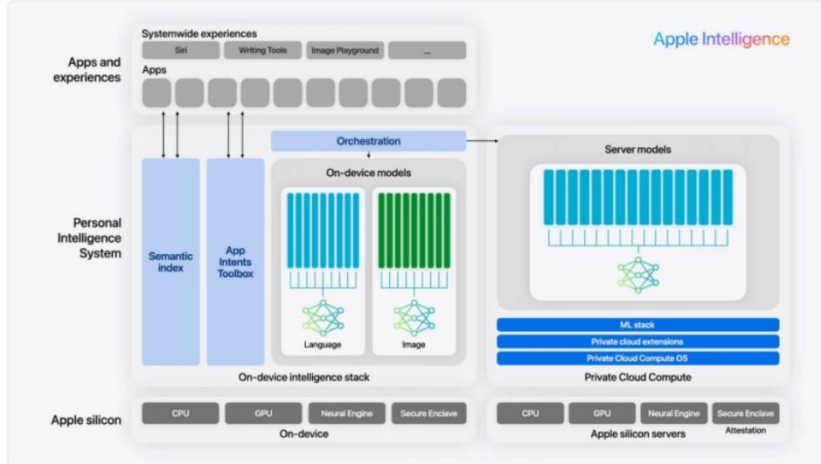 Apple Intelligence
Apps and
experiences
Systemwide experiences
Siri
Writing Tools
Image Playground
...
Apps
Personal
Intelligence
System
Semantic
index
App
Intents
Toolbox
Orchestration
On-device models
Language
Image
On-device intelligence stack
Server models
ML stack
Private cloud extensions
Private Cloud Compute OS
Private Cloud Compute
Apple silicon
CPU
GPU
Neural Engine
Secure Enclave
On-device
CPU
GPU
Neural Engine
Secure Enclave
Apple silicon servers
Attestation